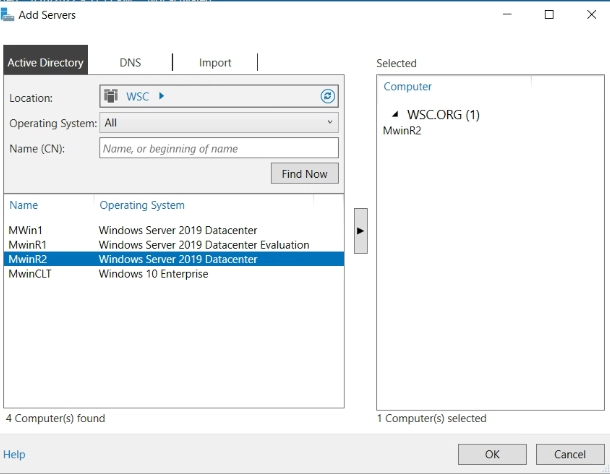 Add Servers
Active Directory
DNS
Import
Location:
WSC
Operating System:
All
Name (CN):
Name, or beginning of name
Find Now
Name Operating System
MWin1 Windows Server 2019 Datacenter
MwinR1 Windows Server 2019 Datacenter Evaluation
MwinR2 Windows Server 2019 Datacenter
MwinCLT Windows 10 Enterprise
4 Computer(s) found
Selected
Computer
WSC.ORG (1)
MwinR2
1 Computer(s) selected
Help
OK
Cancel